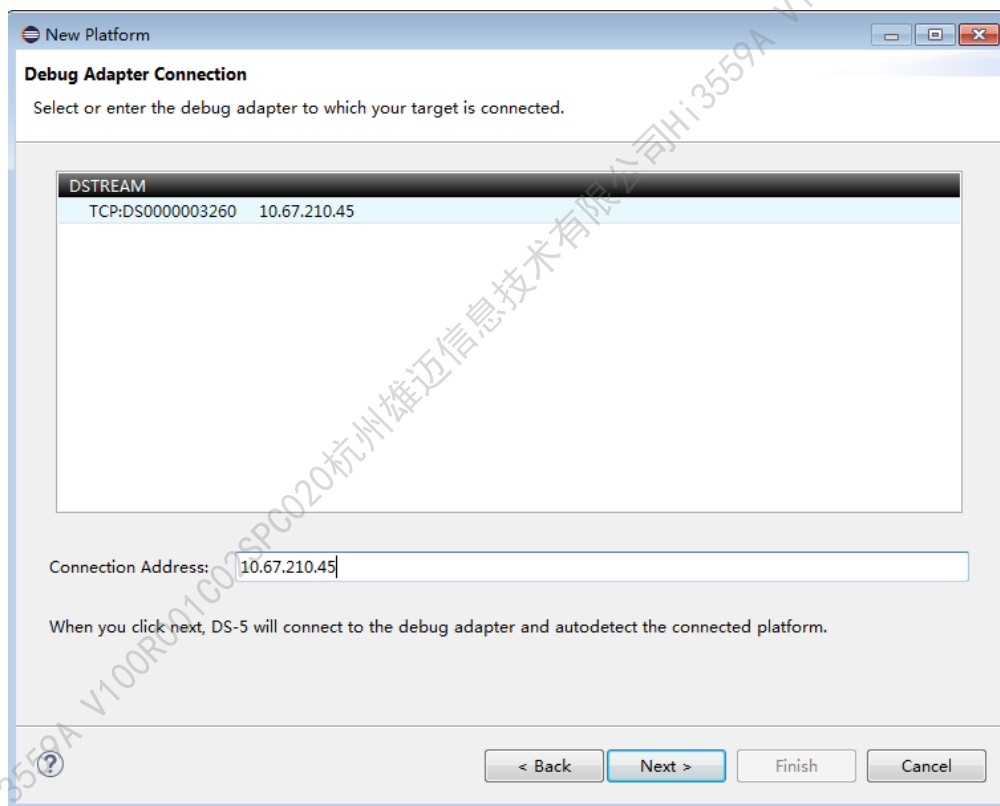 New Platform
Debug Adapter Connection
Select or enter the debug adapter to which your target is connected.
DSTREAM
TCP:DS0000003260 10.67.210.45
Connection Address: 10.67.210.45
When you click next, DS-5 will connect to the debug adapter and autodetect the connected platform.
< Back Next > Finish Cancel
3559A V100R001C02SPC020杭州雄迈信息技术有限公司Hi3559A V1